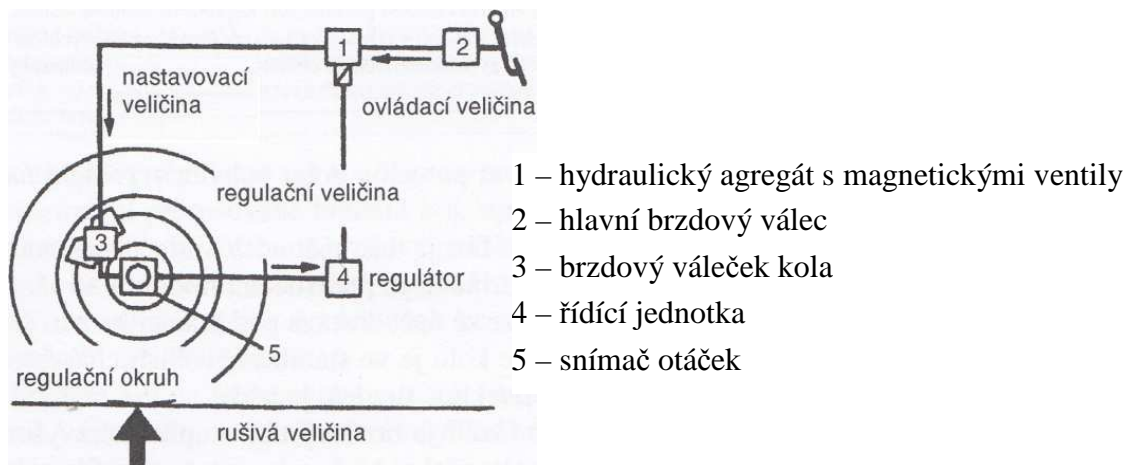 1
2
nastavovací
veličina
ovládací veličina
regulační veličina
3
4
regulátor
5
regulační okruh
rušivá veličina
1 – hydraulický agregát s magnetickými ventily
2 – hlavní brzdový válec
3 – brzdový váleček kola
4 – řídící jednotka
5 – snímač otáček